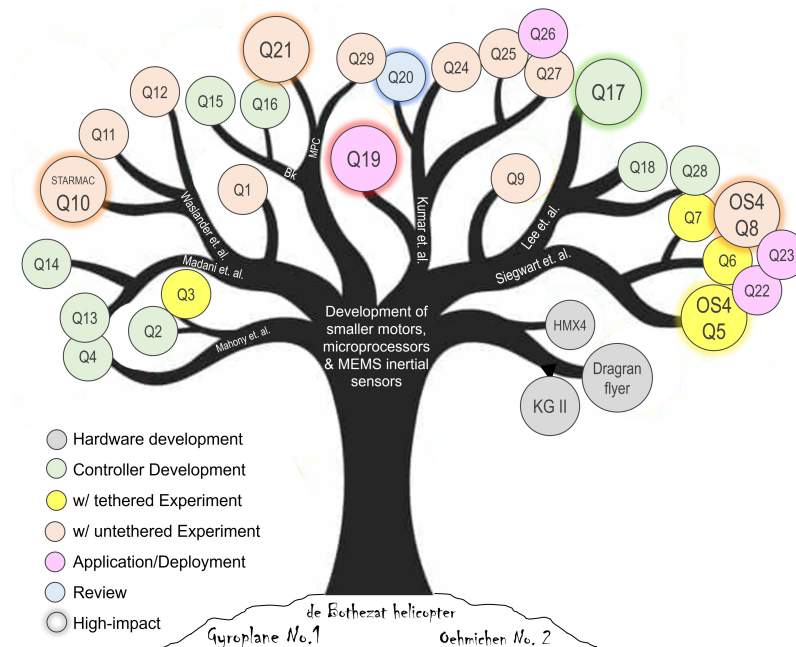 Q26
Q21
Q29
Q25
Q20
Q24
Q27
Q12
Q15
Q16
Q17
Q11
MPC
Q19
Bk
Q18
Q28
STARMAC
Q10
Q1
Q9
OS4
Q8
Q7
Waslander et. al.
Kumar et. al.
Lee et. al.
Q14
Madani et. al.
Siegwart et. al.
Q6
Q23
Q3
Q22
Q13
Q2
Mahony et. al.
OS4
Q5
Q4
Development of
smaller motors,
microprocessors
& MEMS inertial
sensors
HMX4
Dragran
flyer
KG II
Hardware development
Controller Development
w/ tethered Experiment
w/ untethered Experiment
Application/Deployment
Review
High-impact
de Bothezat helicopter
Gyroplane No.1
Oehmichen No. 2